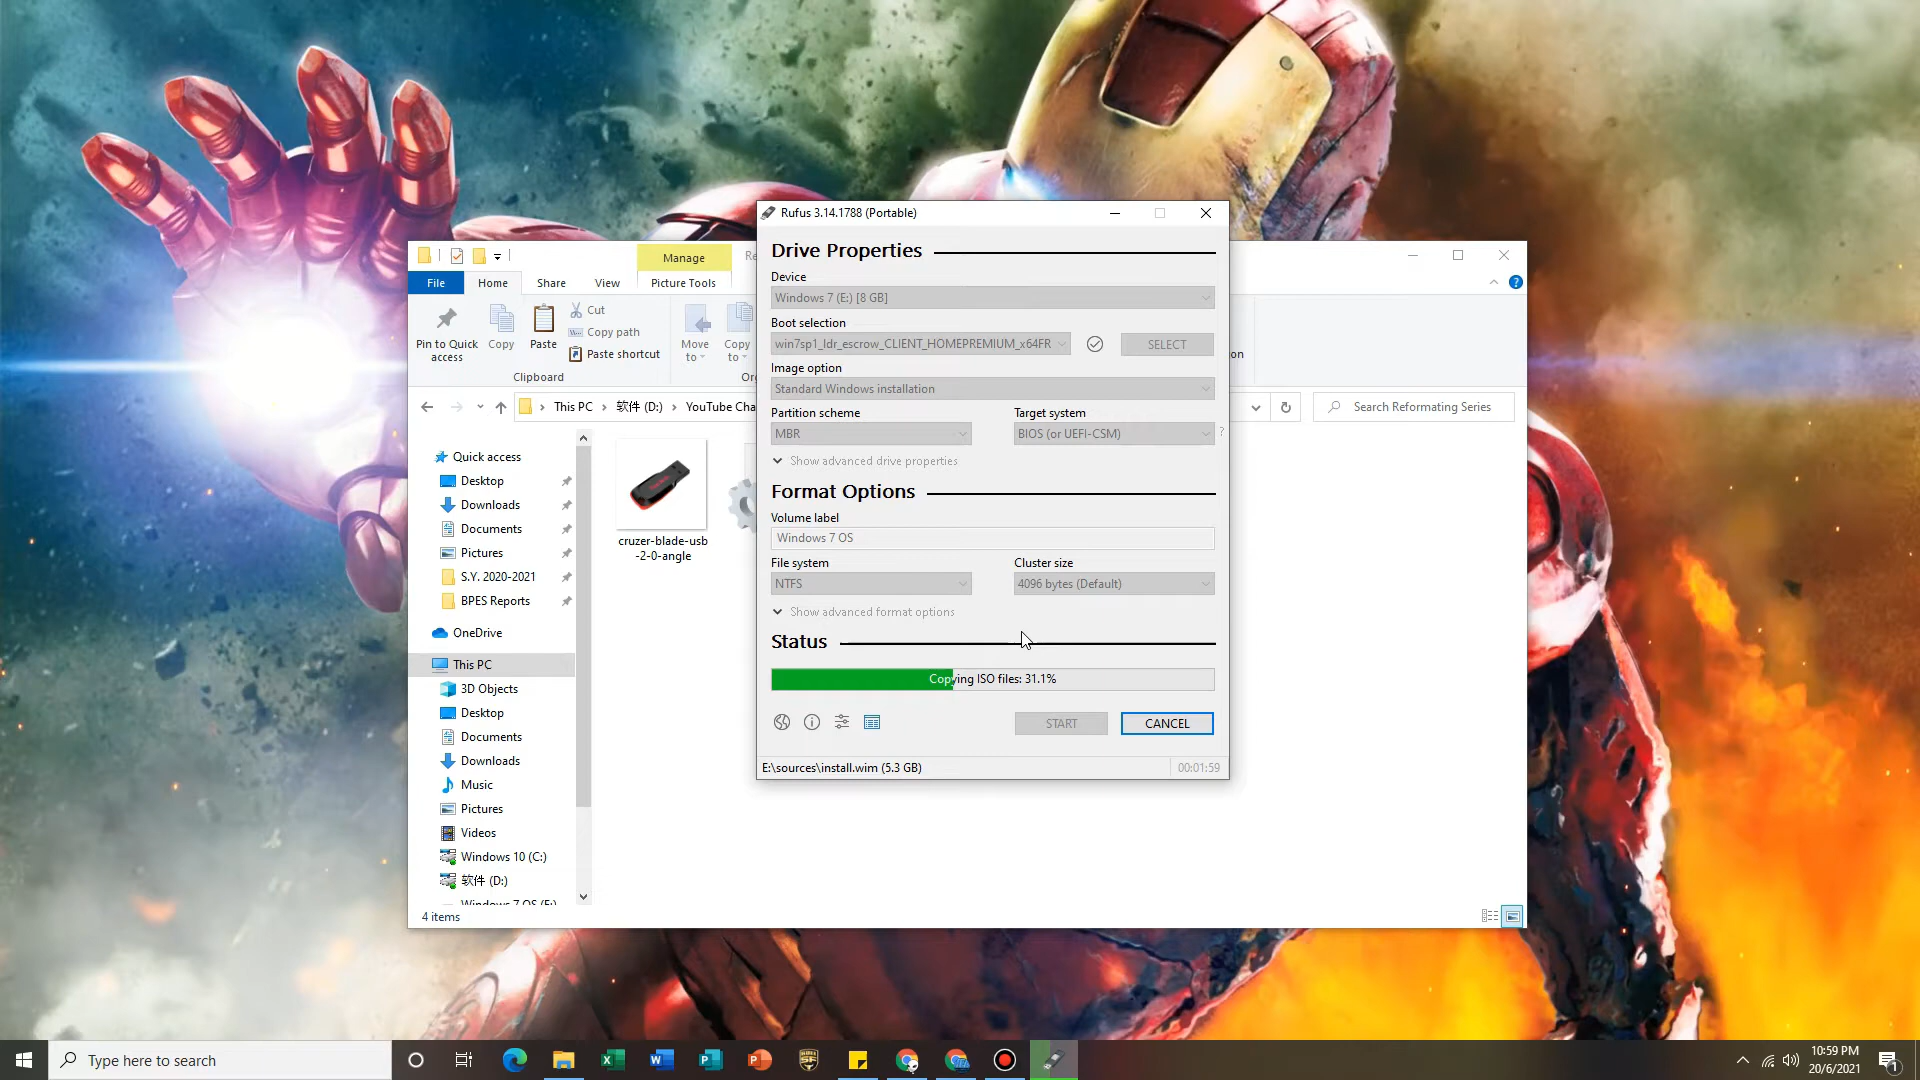 Rufus 3.14.1788 (Portable)
Drive Properties
Device
Windows 7 (E:) [8 GB]
Boot selection
win7sp1_ldr_escrow_CLIENT_HOMEPREMIUM_x64FR
SELECT
Image option
Standard Windows installation
Partition scheme
Target system
MBR
BIOS (or UEFI-CSM)
?
Show advanced drive properties
Format Options
Volume label
Windows 7 OS
File system
Cluster size
NTFS
4096 bytes (Default)
Show advanced format options
Status
Copying ISO files: 31.1%
START
CANCEL
E:\sources\install.wim (5.3 GB)
00:01:59
Manage
File
Home
Share
View
Picture Tools
Pin to Quick
access
Copy
Paste
Cut
Copy path
Paste shortcut
Clipboard
Move
to
Copy
to
This PC
软件 (D:)
YouTube Cha
Search Reformating Series
Quick access
Desktop
Downloads
Documents
Pictures
S.Y. 2020-2021
BPES Reports
OneDrive
This PC
3D Objects
Desktop
Documents
Downloads
Music
Pictures
Videos
Windows 10 (C:)
软件 (D:)
Windows 7 OS (E:)
cruzer-blade-usb
-2-0-angle
4 items
Type here to search
10:59 PM
20/6/2021
1